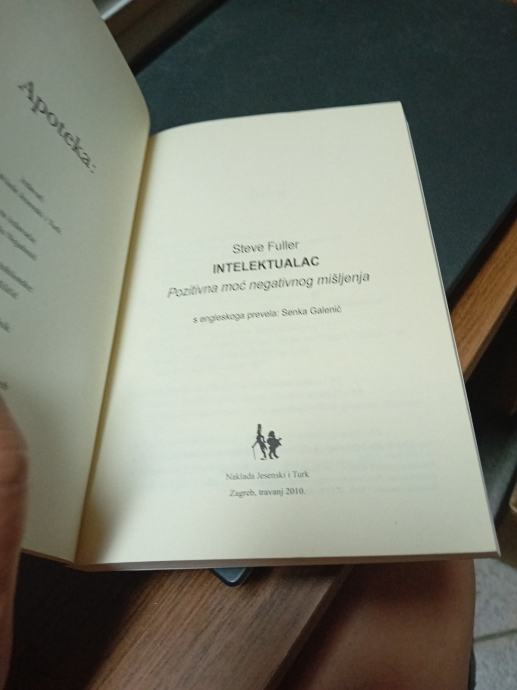 Apoteka:
Steve Fuller
INTELEKTUALAC
Pozitivna moć negativnog mišljenja
s engleskoga prevela: Senka Galenić
Naklada Jesenski i Turk
Zagreb, travanj 2010.